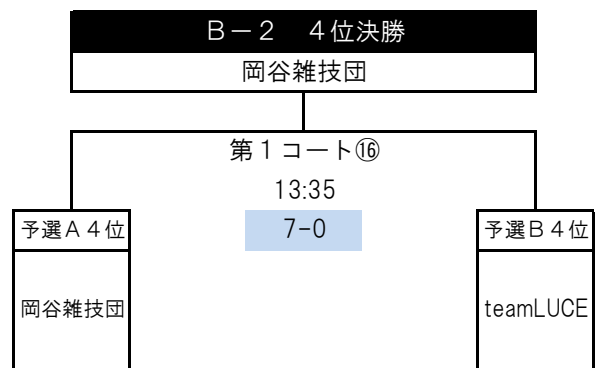 Ｂ－２　４位決勝
岡谷雑技団
第１コート⑯
13:35
予選Ａ４位
7-0
予選Ｂ４位
岡谷雑技団
teamLUCE